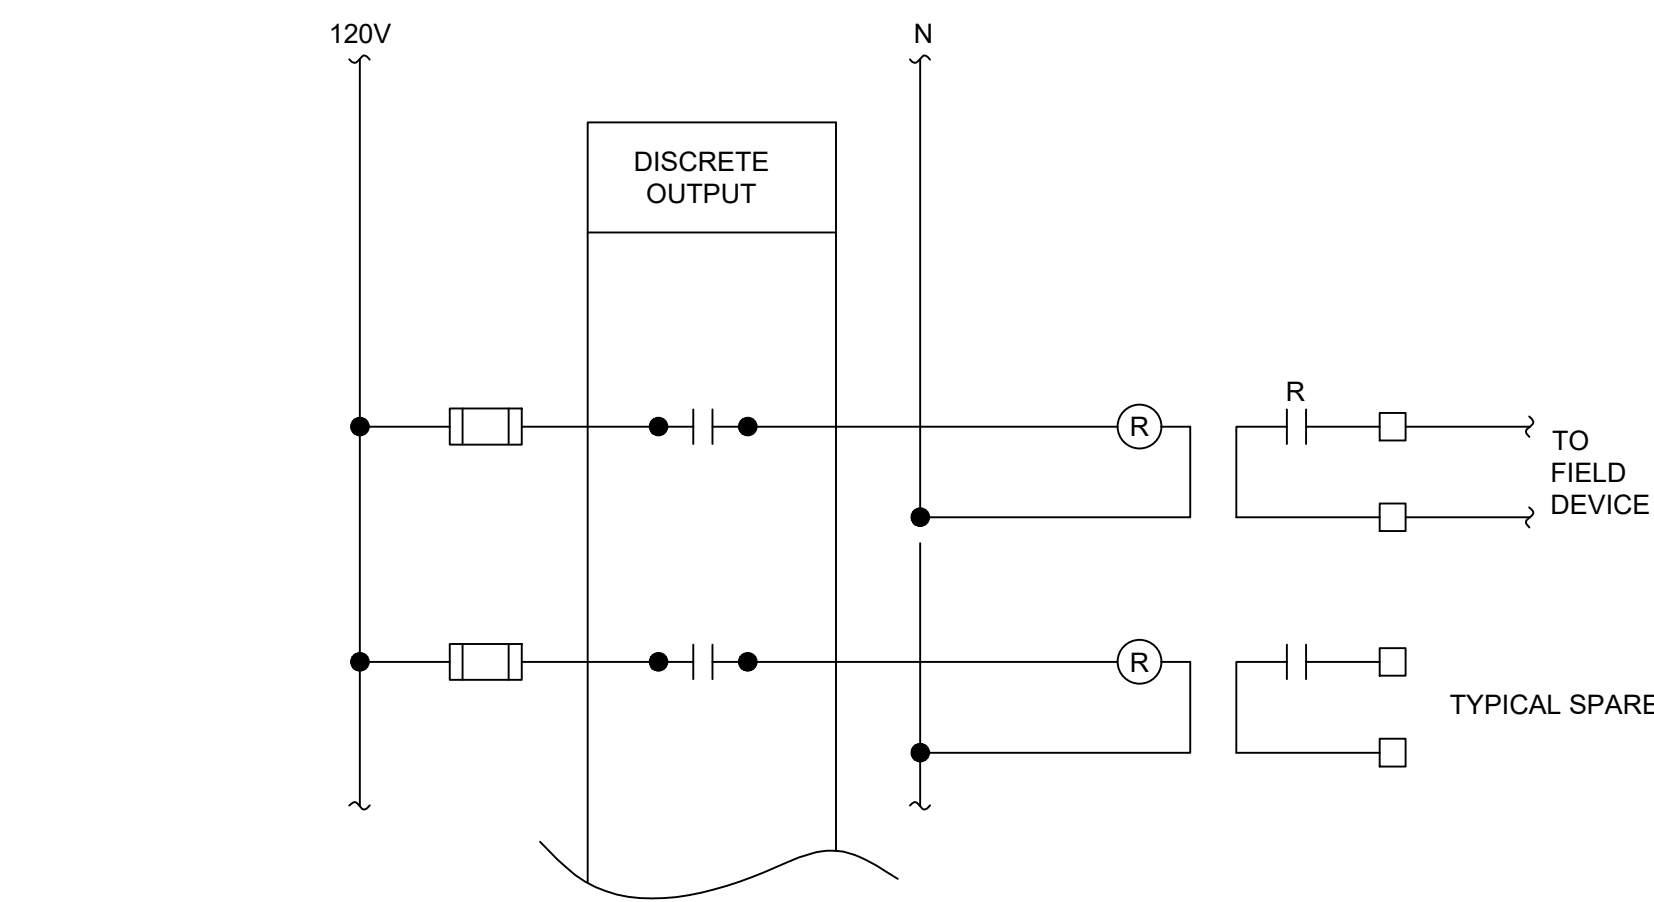 120V
N
DISCRETE
OUTPUT
R
R
TO
FIELD
DEVICE
R
TYPICAL SPARE